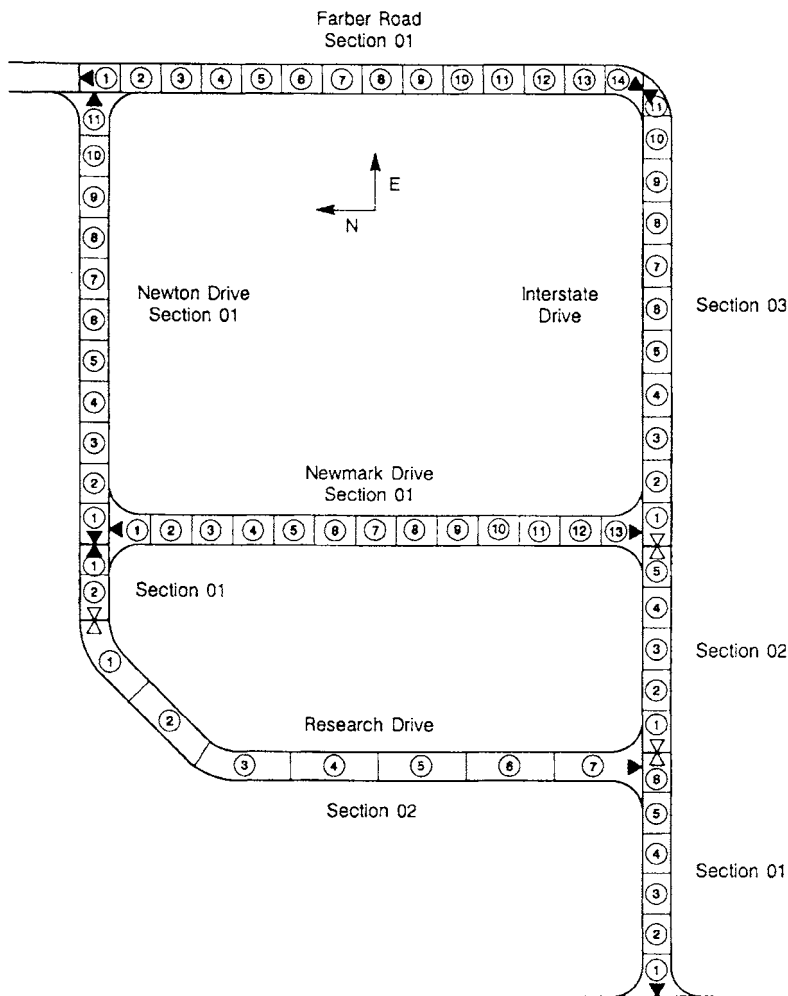 Farber Road
Section 01
1 2 3 4 5 6 7 8 9 10 11 12 13 14
11
10
9
8
7
6
5
4
3
2
1
E
N
Newton Drive
Section 01
Interstate
Drive
11
10
9
8
7
6
5
4
3
2
1
Section 03
Newmark Drive
Section 01
1 2 3 4 5 6 7 8 9 10 11 12 13
1
2
Section 01
5
4
3
2
1
Section 02
Research Drive
1
2
3 4 5 6 7
Section 02
6
5
4
3
2
1
Section 01